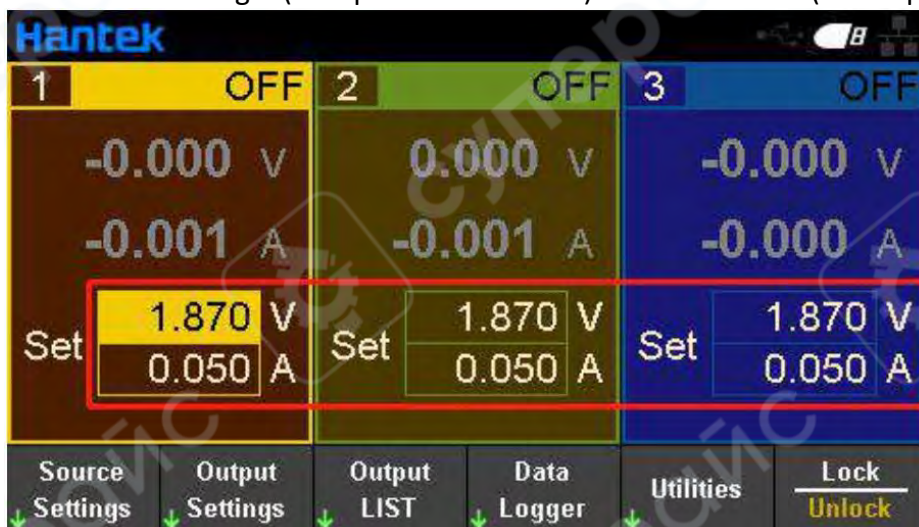 Hantek 8
1 OFF 2 OFF 3 OFF
-0.000 V 0.000 V -0.000 V
-0.001 A -0.001 A -0.000 A
Set 1.870 V Set 1.870 V Set 1.870 V
0.050 A 0.050 A 0.050 A
Source Output Output Data Utilities Lock
Settings Settings LIST Logger Unlock